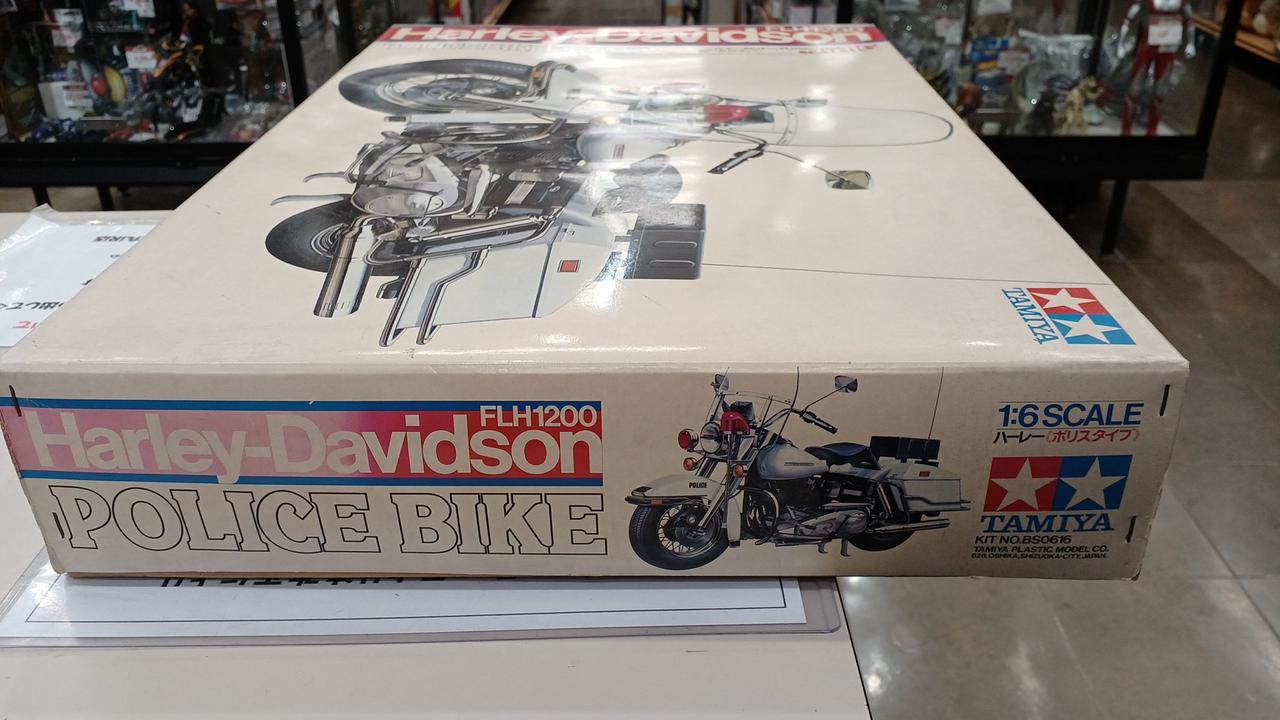 Harley-Davidson
TAMIYA
FLH1200
Harley-Davidson
POLICE BIKE
POLICE
1:6 SCALE
ハーレー《ポリスタイプ》
TAMIYA
KIT NO.BS0616
TAMIYA PLASTIC MODEL CO.
628, OSHIKA, SHIZUOKA-CITY, JAPAN.